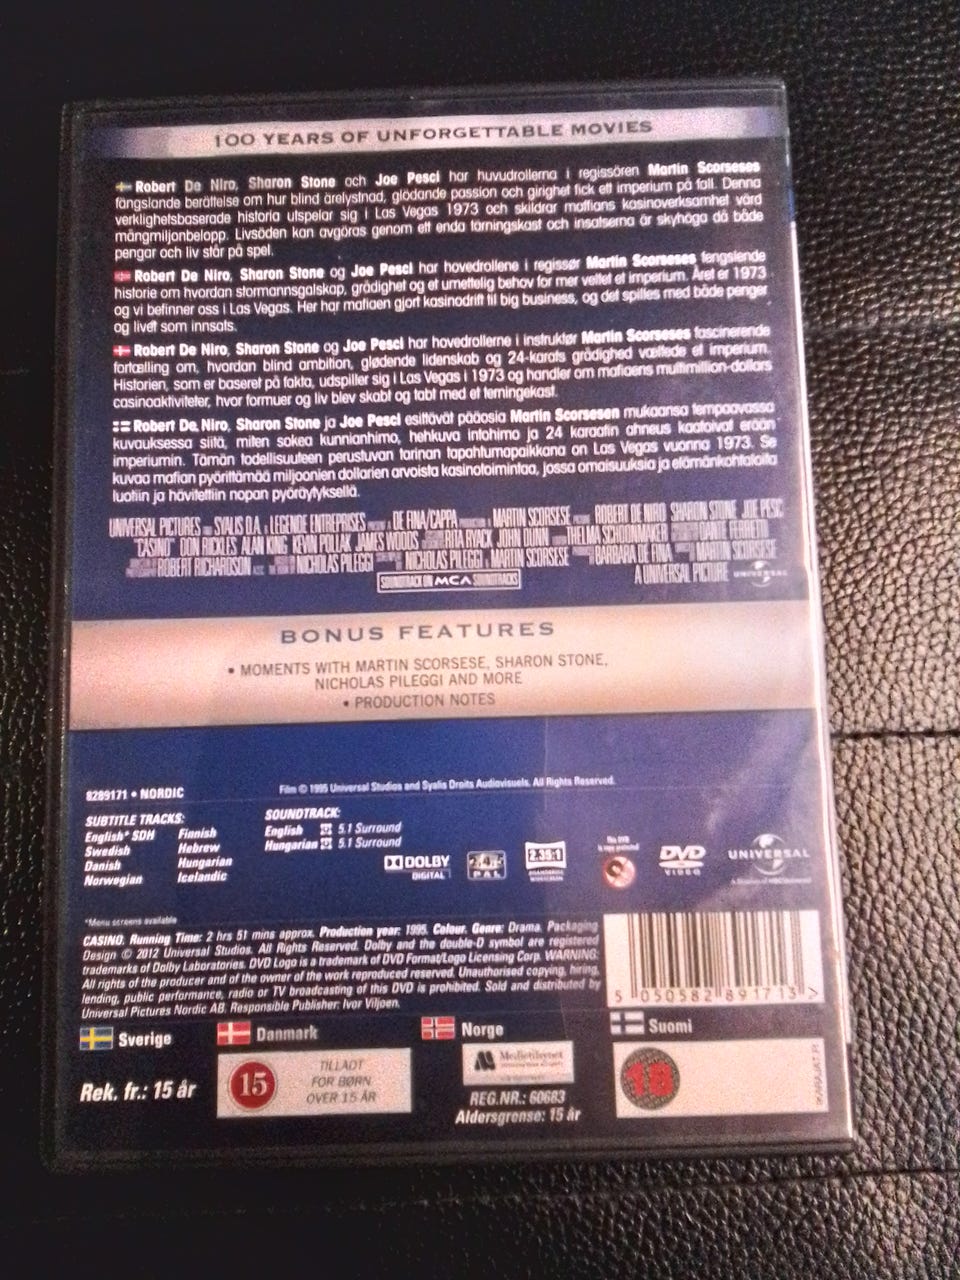 100 YEARS OF UNFORGETTABLE MOVIES
Robert De Niro, Sharon Stone och Joe Pesci har huvudrollerna i regissören Martin Scorseses
fängslande berättelse om hur blind ärelystnad, glödande passion och girighet fick ett imperium på fall. Denna
verklighetsbaserade historia utspelar sig i Las Vegas 1973 och skildrar maffians kasinoverksamhet värd
mångmiljonbelopp. Livsöden kan avgöras genom ett enda tärningskast och insatserna är skyhöga då både
pengar och liv står på spel.
Robert De Niro, Sharon Stone og Joe Pesci har hovedrollene i regissør Martin Scorseses fengslende
historie om hvordan stormannsgalskap, grådighet og et umettelig behov for mer veltet et imperium. Året er 1973
og vi befinner oss i Las Vegas. Her har mafiaen gjort kasinodrift til big business, og det spilles med både penger
og livet som innsats.
Robert De Niro, Sharon Stone og Joe Pesci har hovedrollerne i instruktør Martin Scorseses fascinerende
fortælling om, hvordan blind ambition, glødende lidenskab og 24-karats grådighed væltede et imperium.
Historien, som er baseret på fakta, udspiller sig i Las Vegas i 1973 og handler om mafiaens multimillion-dollars
casinoaktiviteter, hvor formuer og liv blev skabt og tabt med et terningekast.
Robert De Niro, Sharon Stone ja Joe Pesci esittävät pääosia Martin Scorsesen mukaansa tempaavassa
kuvauksessa siitä, miten sokea kunnianhimo, hehkuva intohimo ja 24 karaatin ahneus kaatoivat erään
imperiumin. Tämän todellisuuteen perustuvan tarinan tapahtumapaikkana on Las Vegas vuonna 1973. Se
kuvaa mafian pyörittämää miljoonien dollarien arvoista kasinotoimintaa, jossa omaisuuksia ja elämänkohtaloita
luotiin ja hävitettiin nopan pyöräytyksellä.
UNIVERSAL PICTURES SYALIS D.A. LEGENDE ENTREPRISES DE FINA/CAPPA MARTIN SCORSESE ROBERT DE NIRO SHARON STONE JOE PESCI
"CASINO" DON RICKLES ALAN KING KEVIN POLLAK JAMES WOODS RITA RYACK JOHN DUNN THELMA SCHOONMAKER DANTE FERRETTI
ROBERT RICHARDSON NICHOLAS PILEGGI NICHOLAS PILEGGI MARTIN SCORSESE BARBARA DE FINA MARTIN SCORSESE
SOUNDTRACK ON MCA SOUNDTRACKS A UNIVERSAL PICTURE UNIVERSAL
BONUS FEATURES
• MOMENTS WITH MARTIN SCORSESE, SHARON STONE,
NICHOLAS PILEGGI AND MORE
• PRODUCTION NOTES
8289171 • NORDIC
Film © 1995 Universal Studios and Syalis Droits Audiovisuels. All Rights Reserved.
SUBTITLE TRACKS:
English* SDH Finnish
Swedish Hebrew
Danish Hungarian
Norwegian Icelandic
SOUNDTRACK:
English 5.1 Surround
Hungarian 5.1 Surround
DOLBY
DIGITAL
PAL
2.35:1
This DVD
is copy protected
DVD
VIDEO
UNIVERSAL
*Menu screens available
CASINO. Running Time: 2 hrs 51 mins approx. Production year: 1995. Colour. Genre: Drama. Packaging
Design © 2012 Universal Studios. All Rights Reserved. Dolby and the double-D symbol are registered
trademarks of Dolby Laboratories. DVD Logo is a trademark of DVD Format/Logo Licensing Corp. WARNING:
All rights of the producer and of the owner of the work reproduced reserved. Unauthorised copying, hiring,
lending, public performance, radio or TV broadcasting of this DVD is prohibited. Sold and distributed by
Universal Pictures Nordic AB. Responsible Publisher: Ivor Viljoen.
5 050582 891713
Sverige
Danmark
Norge
Suomi
Rek. fr.: 15 år
15
TILLADT
FOR BØRN
OVER 15 ÅR
Medietilsynet
REG.NR.: 60683
Aldersgrense: 15 år
18